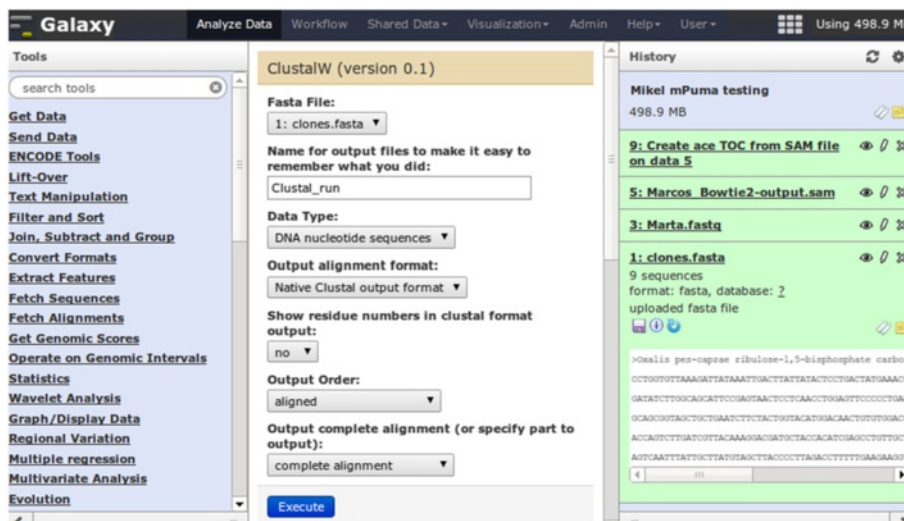 Galaxy
Analyze Data Workflow Shared Data Visualization Admin Help User Using 498.9 M
Tools
search tools
Get Data
Send Data
ENCODE Tools
Lift-Over
Text Manipulation
Filter and Sort
Join, Subtract and Group
Convert Formats
Extract Features
Fetch Sequences
Fetch Alignments
Get Genomic Scores
Operate on Genomic Intervals
Statistics
Wavelet Analysis
Graph/Display Data
Regional Variation
Multiple regression
Multivariate Analysis
Evolution
ClustalW (version 0.1)
Fasta File:
1: clones.fasta
Name for output files to make it easy to
remember what you did:
Clustal_run
Data Type:
DNA nucleotide sequences
Output alignment format:
Native Clustal output format
Show residue numbers in clustal format
output:
no
Output Order:
aligned
Output complete alignment (or specify part to
output):
complete alignment
Execute
History
Mikel mPuma testing
498.9 MB
9: Create ace TOC from SAM file
on data 5
5: Marcos_Bowtie2-output.sam
3: Marta.fastq
1: clones.fasta
9 sequences
format: fasta, database: ?
uploaded fasta file
>Oxalis pes-caprae ribulose-1,5-bisphosphate carbo
CCTGGTGTTAAAGATTATAAATTGACTTATTATACTCCTGACTATGAAAC
GATATCTTGGCAGCATTCCGAGTAACTCCTCAACCTGGAGTTCCCCCTGA
GCAGCGGTAGCTGCTGAATCTTCTACTGGTACATGGACAACTGTGTGGAC
ACCAGTCTTGATCGTTACAAAGGACGATGCTACCACATCGAGCCTGTTGC
AGTCAATTTATTGCTTATGTAGCTTACCCCTTAGACCTTTTTGAAGAAGG